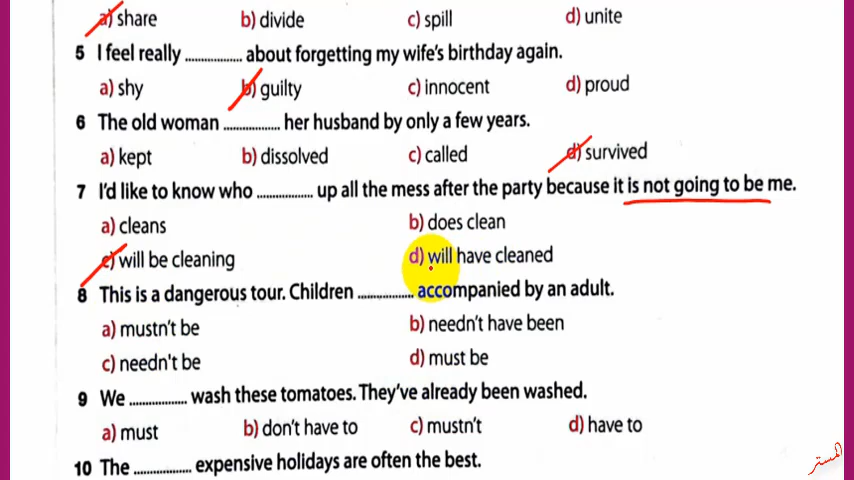 a) share b) divide c) spill d) unite
5 I feel really ................ about forgetting my wife's birthday again.
a) shy b) guilty c) innocent d) proud
6 The old woman ................ her husband by only a few years.
a) kept b) dissolved c) called d) survived
7 I'd like to know who ................ up all the mess after the party because it is not going to be me.
a) cleans b) does clean
c) will be cleaning d) will have cleaned
8 This is a dangerous tour. Children ................ accompanied by an adult.
a) mustn't be b) needn't have been
c) needn't be d) must be
9 We ................ wash these tomatoes. They've already been washed.
a) must b) don't have to c) mustn't d) have to
10 The ................ expensive holidays are often the best.
المستر